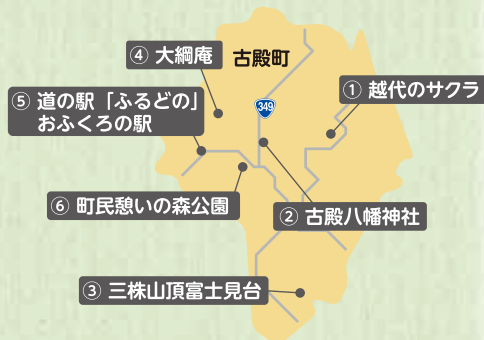 ④ 大綱庵
古殿町
349
① 越代のサクラ
⑤ 道の駅「ふるどの」
おふくろの駅
⑥ 町民憩いの森公園
② 古殿八幡神社
③ 三株山頂富士見台